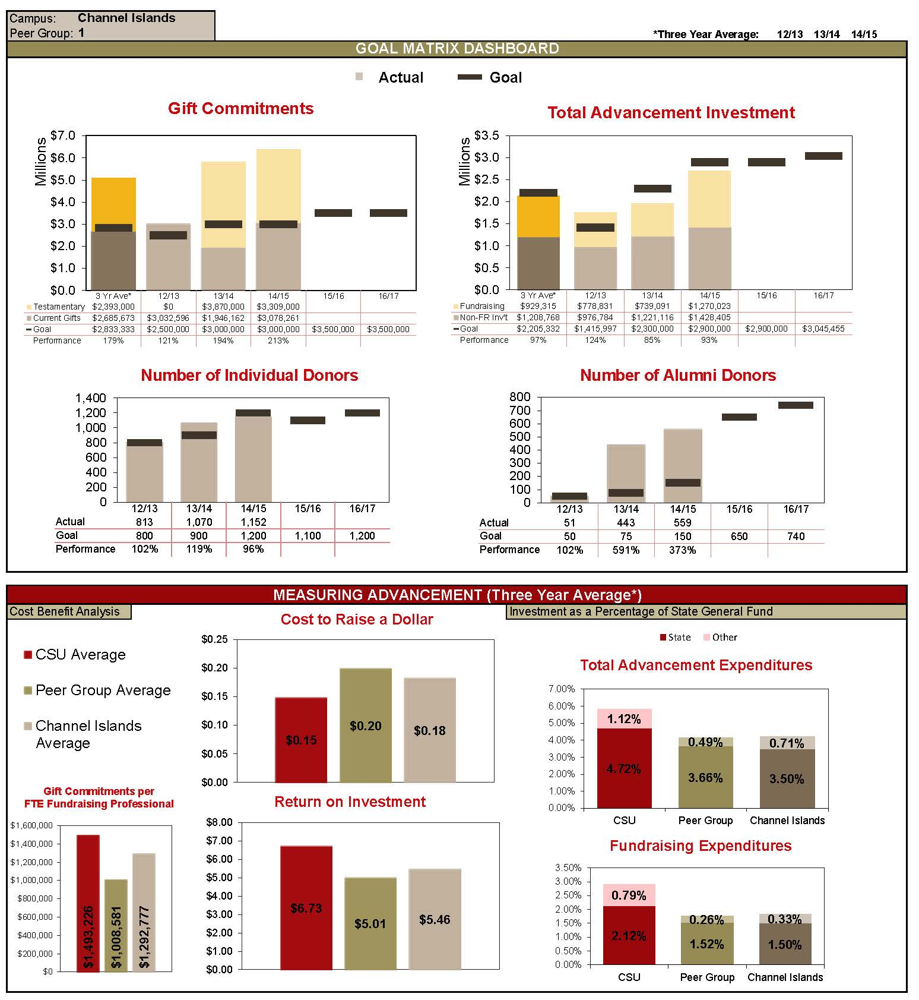 Campus: Channel Islands
Peer Group: 1
*Three Year Average: 12/13 13/14 14/15
GOAL MATRIX DASHBOARD
Actual Goal
Gift Commitments
Millions
$7.0
$6.0
$5.0
$4.0
$3.0
$2.0
$1.0
$0.0
3 Yr Ave* 12/13 13/14 14/15 15/16 16/17
Testamentary $2,393,000 $0 $3,870,000 $3,309,000
Current Gifts $2,685,673 $3,032,596 $1,946,162 $3,078,261
Goal $2,833,333 $2,500,000 $3,000,000 $3,000,000 $3,500,000 $3,500,000
Performance 179% 121% 194% 213%
Total Advancement Investment
Millions
$3.5
$3.0
$2.5
$2.0
$1.5
$1.0
$0.5
$0.0
3 Yr Ave* 12/13 13/14 14/15 15/16 16/17
Fundraising $929,315 $778,831 $739,091 $1,270,023
Non-FR Inv't $1,208,768 $976,784 $1,221,116 $1,428,405
Goal $2,205,332 $1,415,997 $2,300,000 $2,900,000 $2,900,000 $3,045,455
Performance 97% 124% 85% 93%
Number of Individual Donors
1,400
1,200
1,000
800
600
400
200
0
12/13 13/14 14/15 15/16 16/17
Actual 813 1,070 1,152
Goal 800 900 1,200 1,100 1,200
Performance 102% 119% 96%
Number of Alumni Donors
800
700
600
500
400
300
200
100
0
12/13 13/14 14/15 15/16 16/17
Actual 51 443 559
Goal 50 75 150 650 740
Performance 102% 591% 373%
MEASURING ADVANCEMENT (Three Year Average*)
Cost Benefit Analysis
CSU Average
Peer Group Average
Channel Islands
Average
Gift Commitments per
FTE Fundraising Professional
$1,600,000
$1,400,000
$1,200,000
$1,000,000
$800,000
$600,000
$400,000
$200,000
$0
$1,493,226
$1,008,581
$1,292,777
Cost to Raise a Dollar
$0.25
$0.20
$0.15
$0.10
$0.05
$0.00
$0.15 $0.20 $0.18
Return on Investment
$8.00
$7.00
$6.00
$5.00
$4.00
$3.00
$2.00
$1.00
$0.00
$6.73 $5.01 $5.46
Investment as a Percentage of State General Fund
State Other
Total Advancement Expenditures
7.00%
6.00%
5.00%
4.00%
3.00%
2.00%
1.00%
0.00%
1.12% 0.49% 0.71%
4.72% 3.66% 3.50%
CSU Peer Group Channel Islands
Fundraising Expenditures
3.50%
3.00%
2.50%
2.00%
1.50%
1.00%
0.50%
0.00%
0.79% 0.26% 0.33%
2.12% 1.52% 1.50%
CSU Peer Group Channel Islands